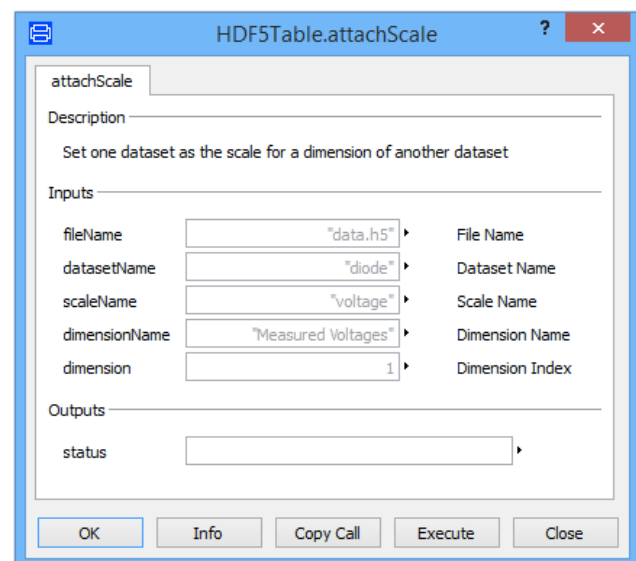 HDF5Table.attachScale ? ×
attachScale
Description
Set one dataset as the scale for a dimension of another dataset
Inputs
fileName "data.h5" File Name
datasetName "diode" Dataset Name
scaleName "voltage" Scale Name
dimensionName "Measured Voltages" Dimension Name
dimension 1 Dimension Index
Outputs
status
OK Info Copy Call Execute Close